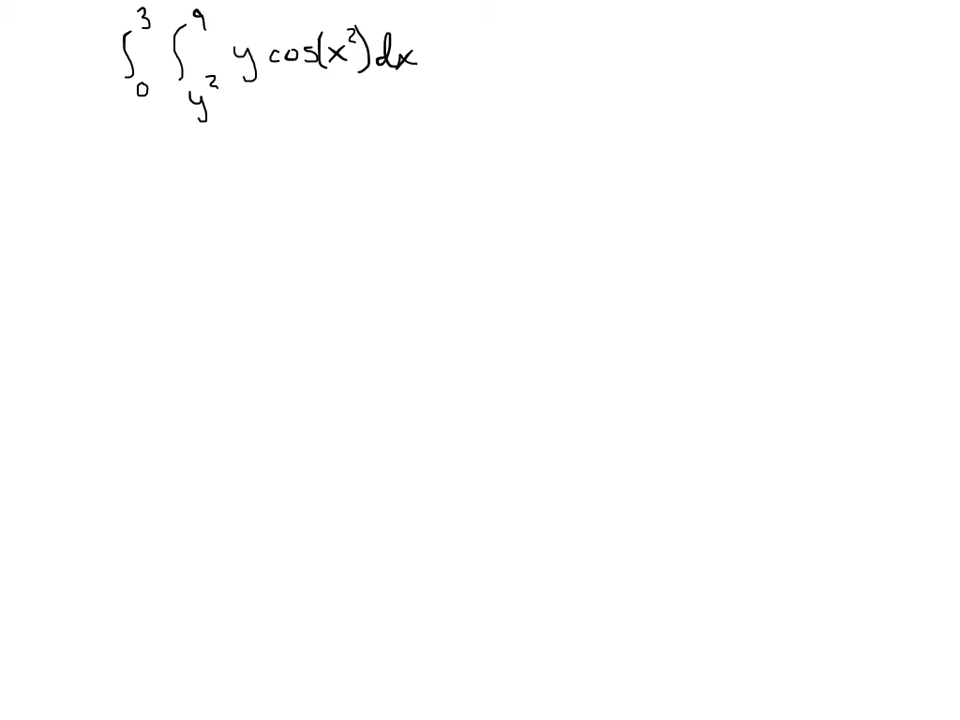 ∫₀³ ∫_{y²}⁹ y cos(x²) dx